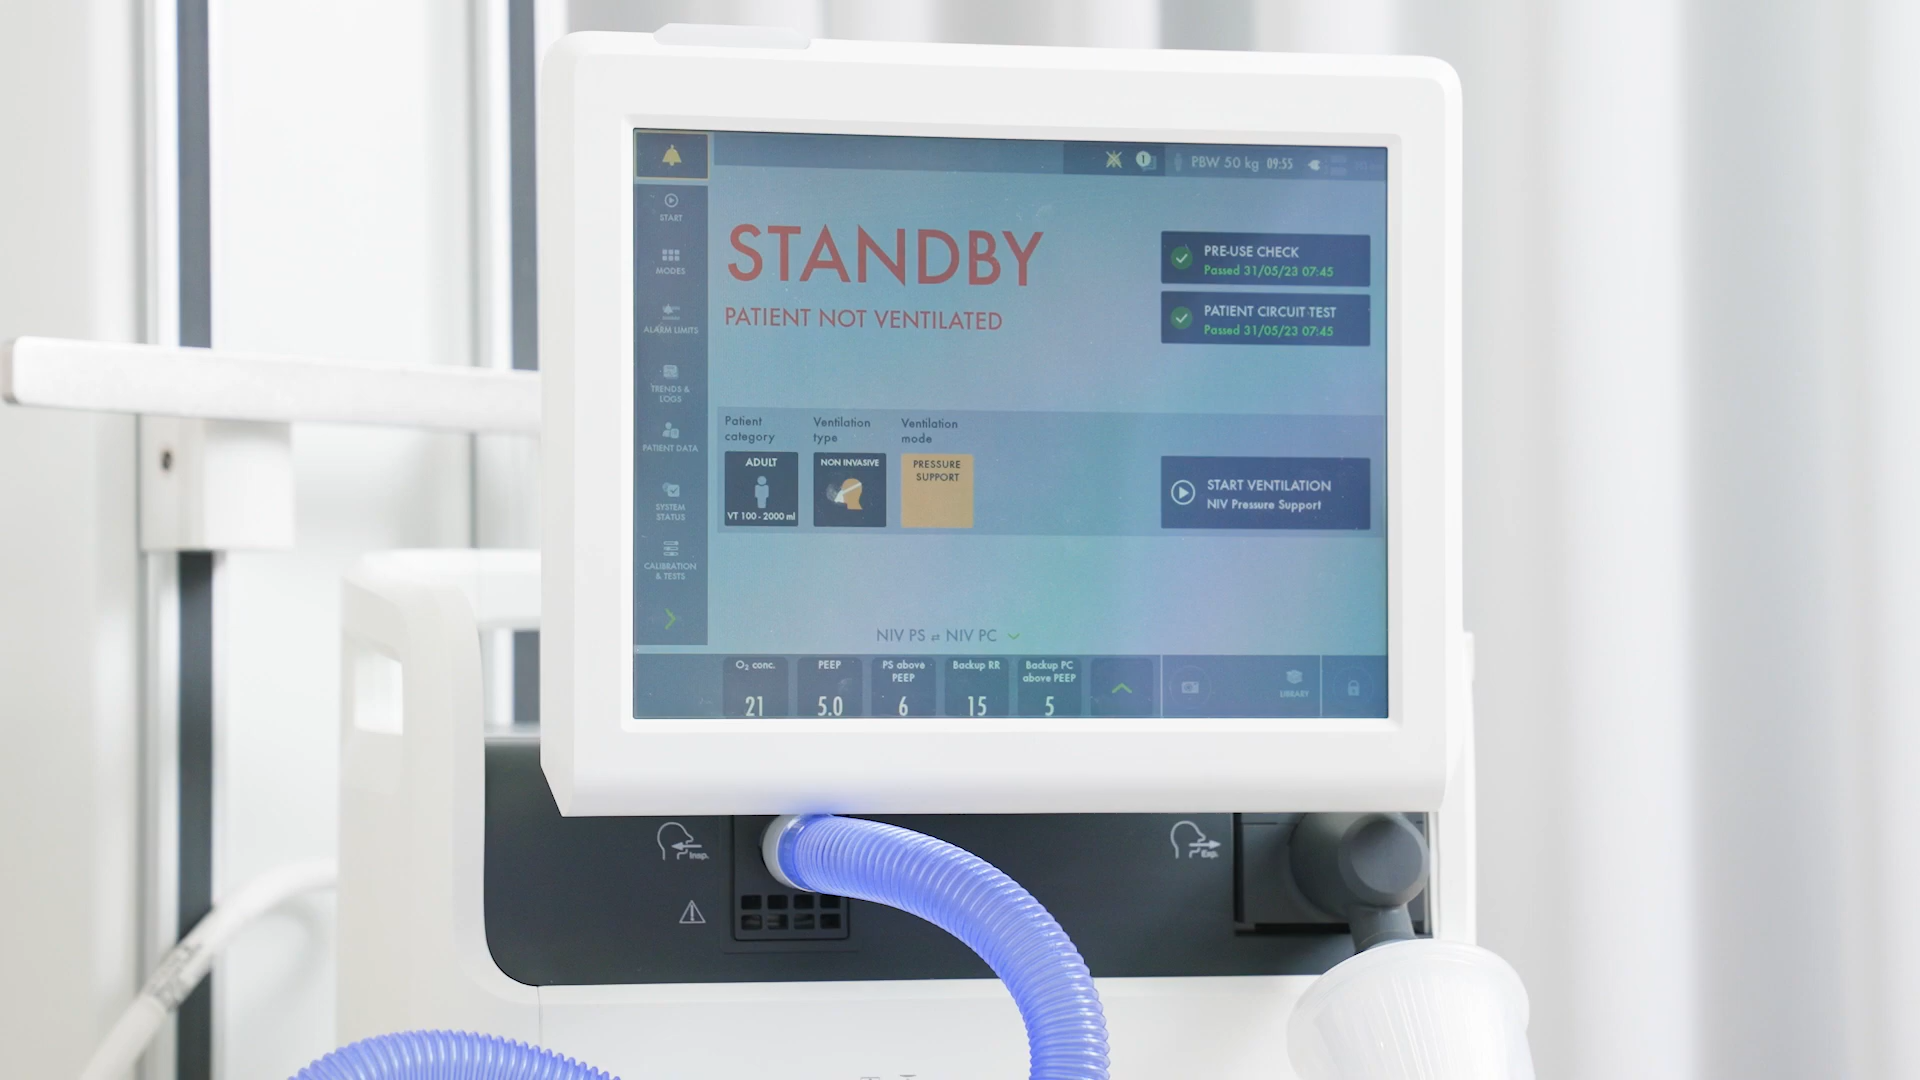 PBW 50 kg 09:55
START
MODES
ALARM LIMITS
TRENDS &
LOGS
PATIENT DATA
SYSTEM
STATUS
CALIBRATION
& TESTS
STANDBY
PATIENT NOT VENTILATED
PRE-USE CHECK
Passed 31/05/23 07:45
PATIENT CIRCUIT TEST
Passed 31/05/23 07:45
Patient
category
ADULT
VT 100 - 2000 ml
Ventilation
type
NON INVASIVE
Ventilation
mode
PRESSURE
SUPPORT
START VENTILATION
NIV Pressure Support
NIV PS ⇄ NIV PC
O₂ conc.
21
PEEP
5.0
PS above
PEEP
6
Backup RR
15
Backup PC
above PEEP
5
LIBRARY
Insp.
Exp.